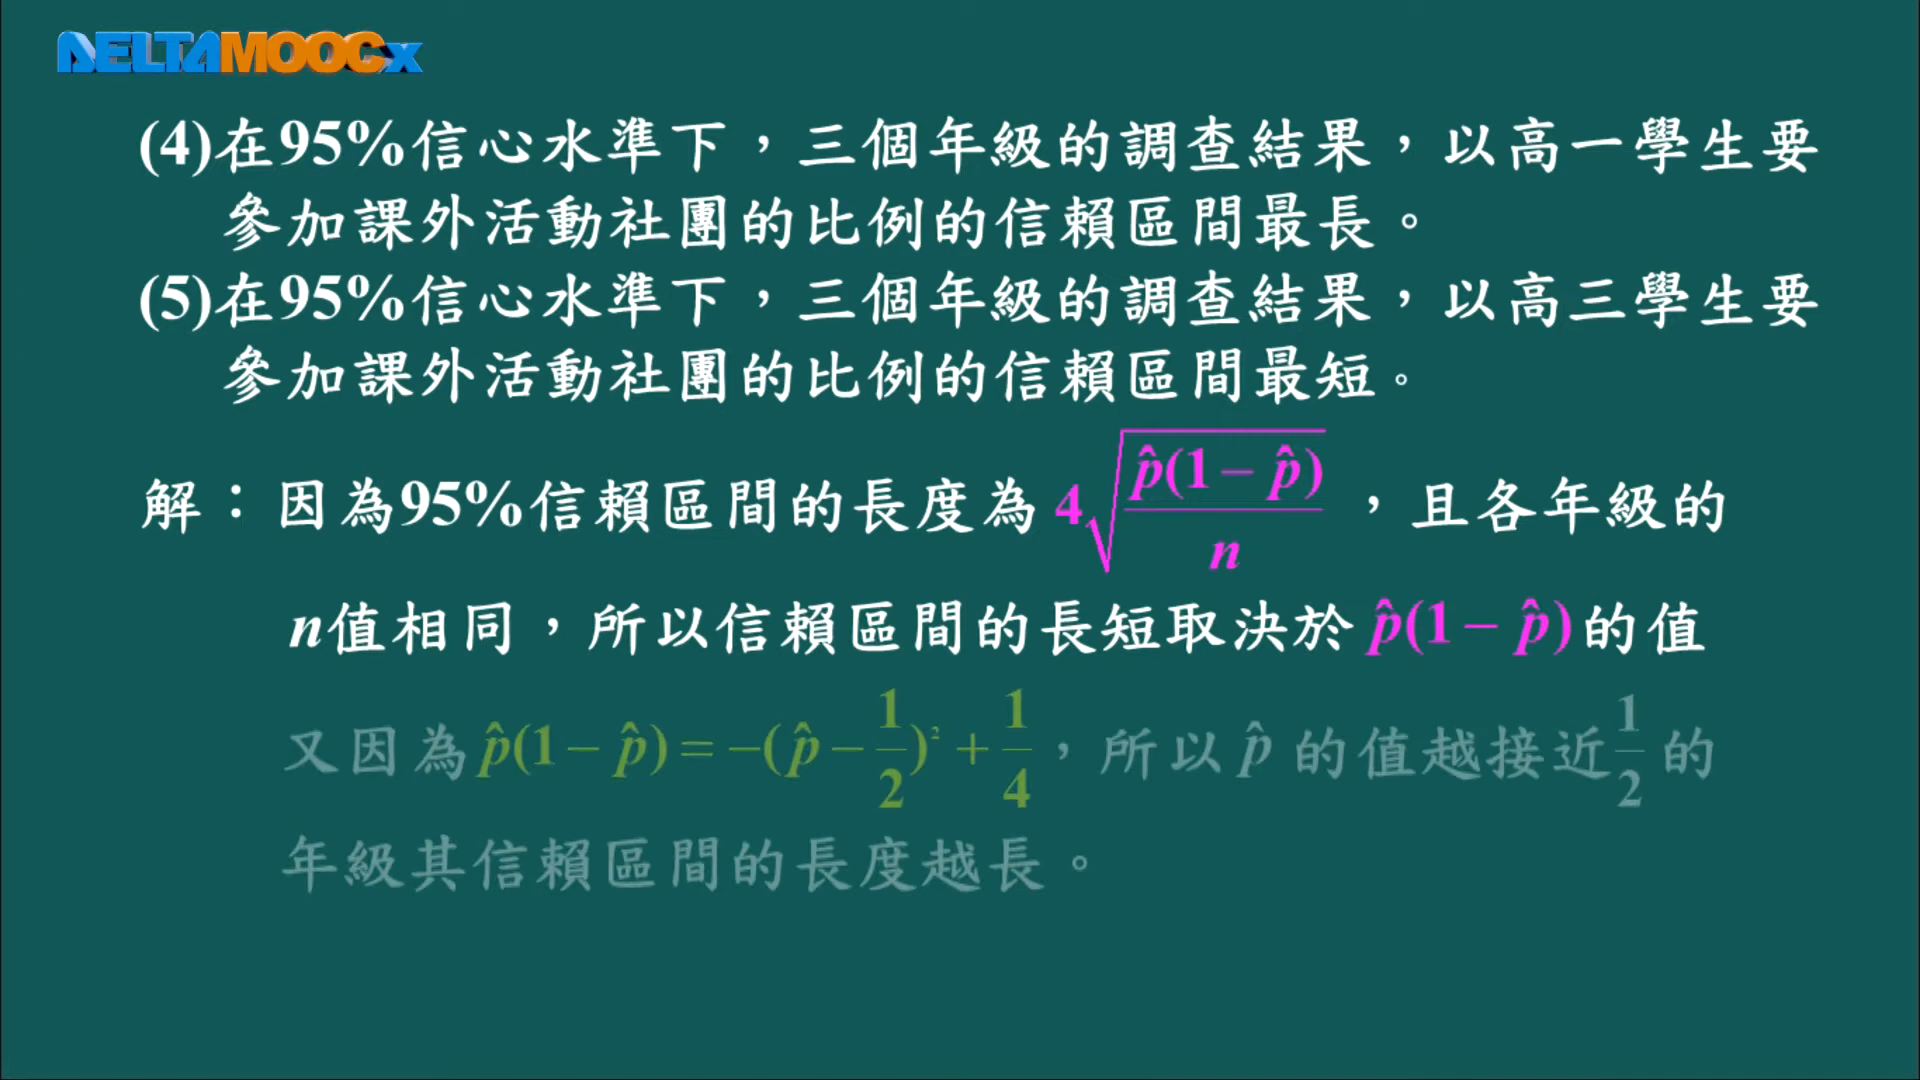 DELTAMOOCx
(4)在95%信心水準下，三個年級的調查結果，以高一學生要
參加課外活動社團的比例的信賴區間最長。
(5)在95%信心水準下，三個年級的調查結果，以高三學生要
參加課外活動社團的比例的信賴區間最短。
解：因為95%信賴區間的長度為 4√(p̂(1−p̂)/n) ，且各年級的
n值相同，所以信賴區間的長短取決於 p̂(1−p̂)的值
又因為p̂(1−p̂)=−(p̂−1/2)²+1/4，所以 p̂ 的值越接近1/2 的
年級其信賴區間的長度越長。